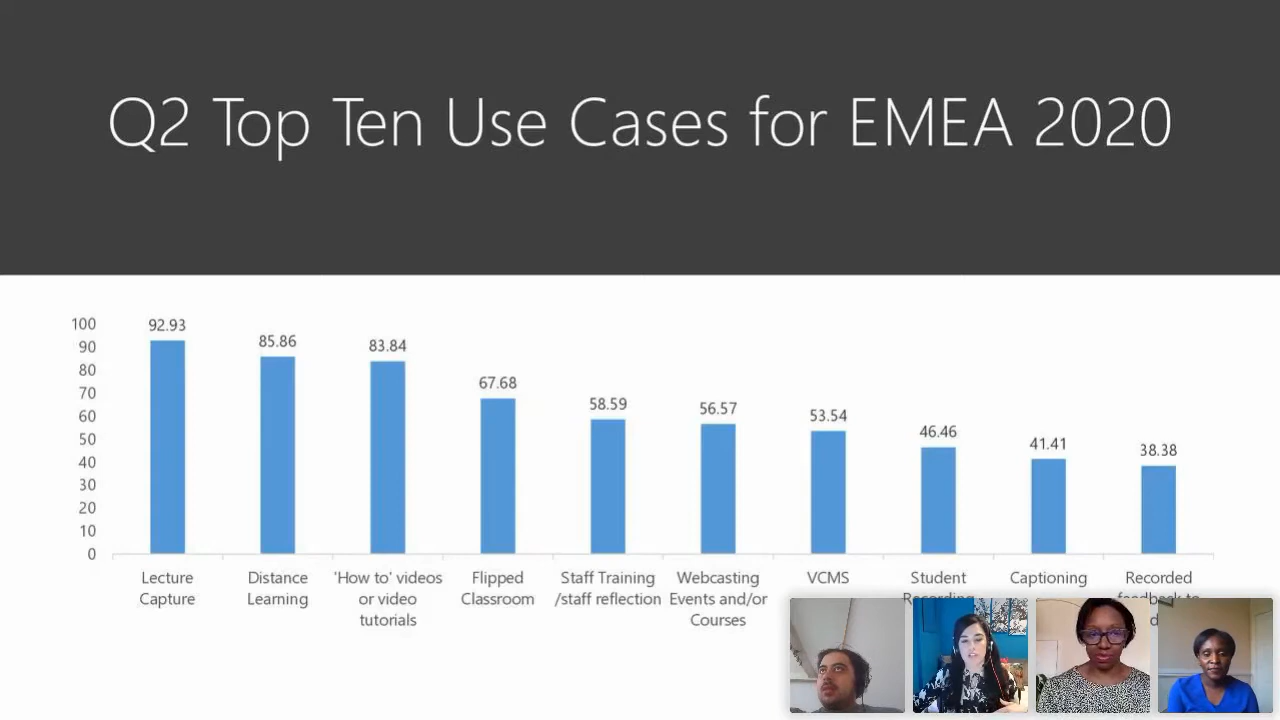 Q2 Top Ten Use Cases for EMEA 2020
100
90
80
70
60
50
40
30
20
10
0
92.93
85.86
83.84
67.68
58.59
56.57
53.54
46.46
41.41
38.38
Lecture
Capture
Distance
Learning
'How to' videos
or video
tutorials
Flipped
Classroom
Staff Training
/staff reflection
Webcasting
Events and/or
Courses
VCMS
Student
Recording
Captioning
Recorded
feedback to